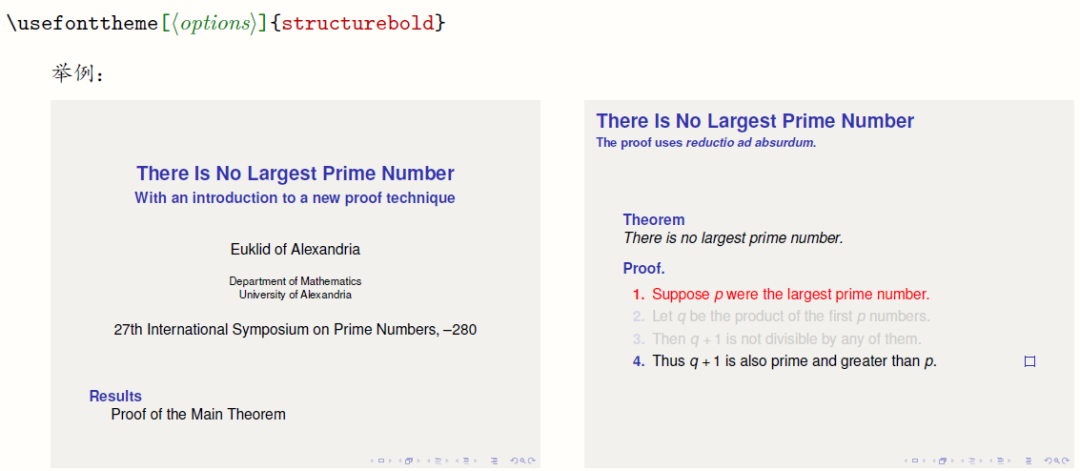 \usefonttheme[⟨options⟩]{structurebold}
举例：
There Is No Largest Prime Number
With an introduction to a new proof technique
Euklid of Alexandria
Department of Mathematics
University of Alexandria
27th International Symposium on Prime Numbers, –280
Results
Proof of the Main Theorem
There Is No Largest Prime Number
The proof uses reductio ad absurdum.
Theorem
There is no largest prime number.
Proof.
1. Suppose p were the largest prime number.
2. Let q be the product of the first p numbers.
3. Then q + 1 is not divisible by any of them.
4. Thus q + 1 is also prime and greater than p.